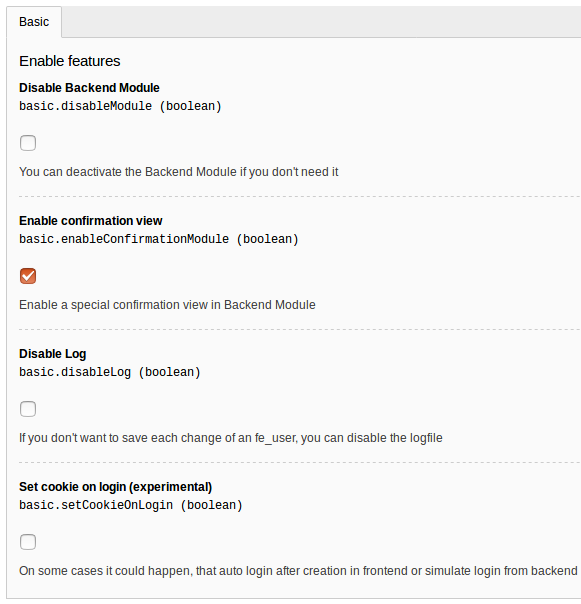 Basic
Enable features
Disable Backend Module
basic.disableModule (boolean)
You can deactivate the Backend Module if you don't need it
Enable confirmation view
basic.enableConfirmationModule (boolean)
Enable a special confirmation view in Backend Module
Disable Log
basic.disableLog (boolean)
If you don't want to save each change of an fe_user, you can disable the logfile
Set cookie on login (experimental)
basic.setCookieOnLogin (boolean)
On some cases it could happen, that auto login after creation in frontend or simulate login from backend